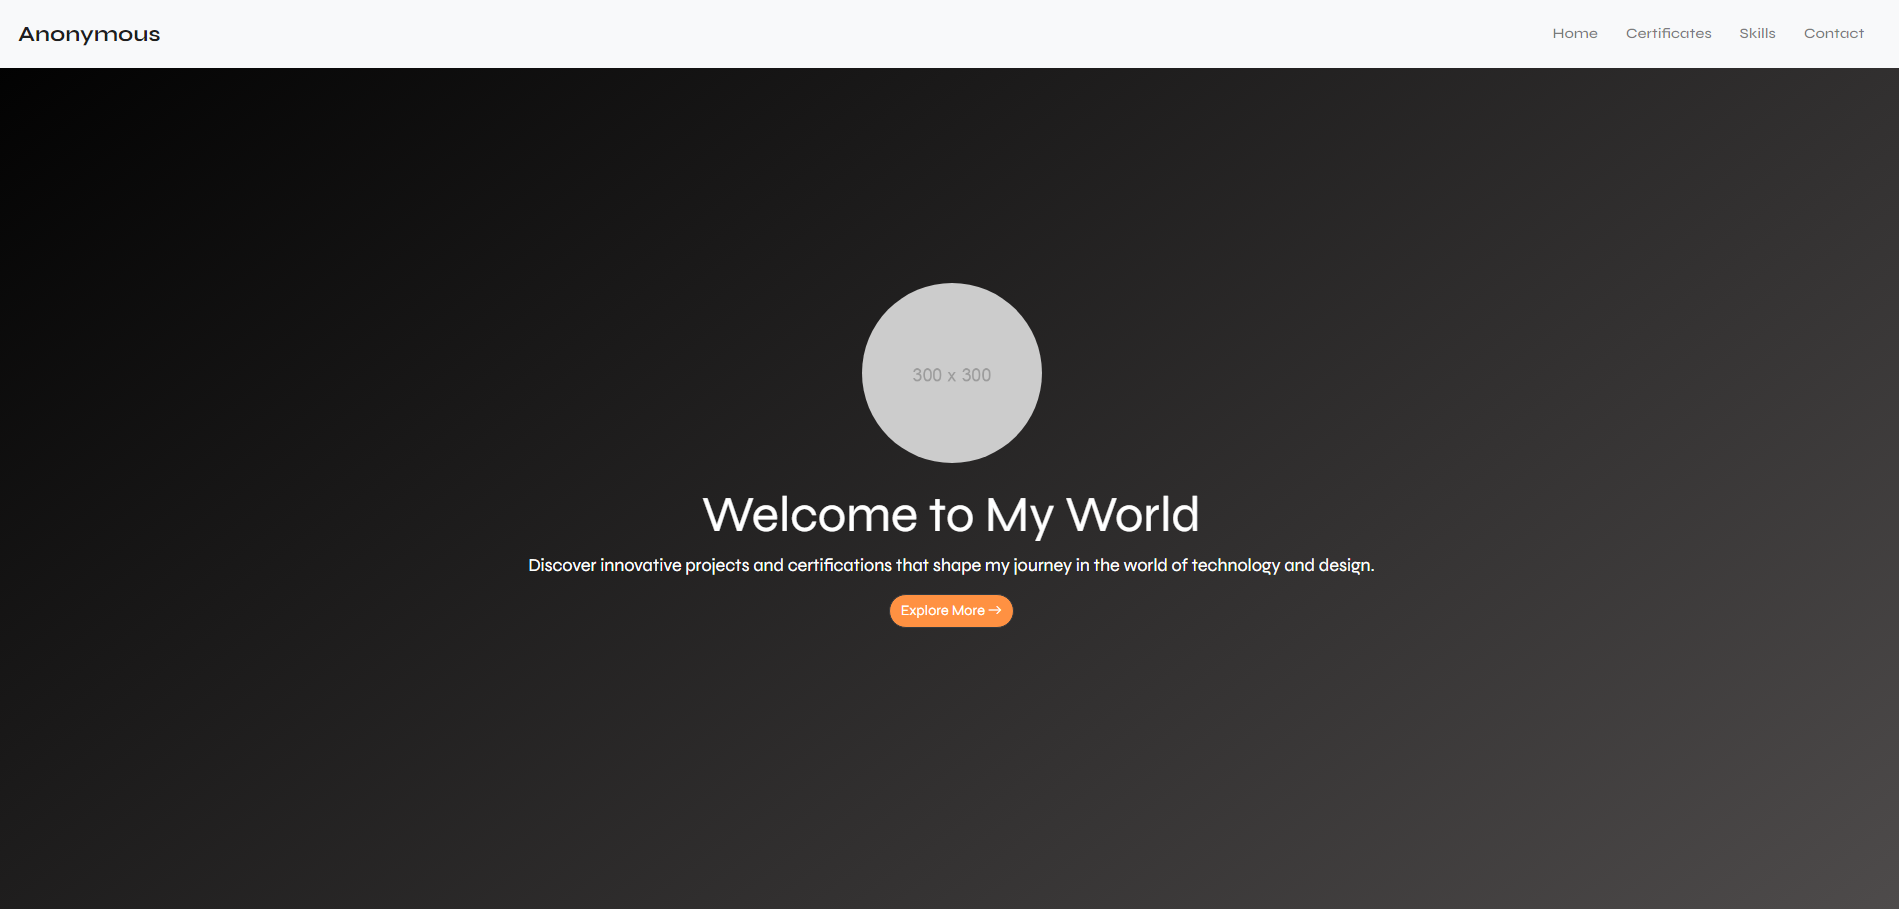 Anonymous
Home Certificates Skills Contact
300 x 300
Welcome to My World
Discover innovative projects and certifications that shape my journey in the world of technology and design.
Explore More →